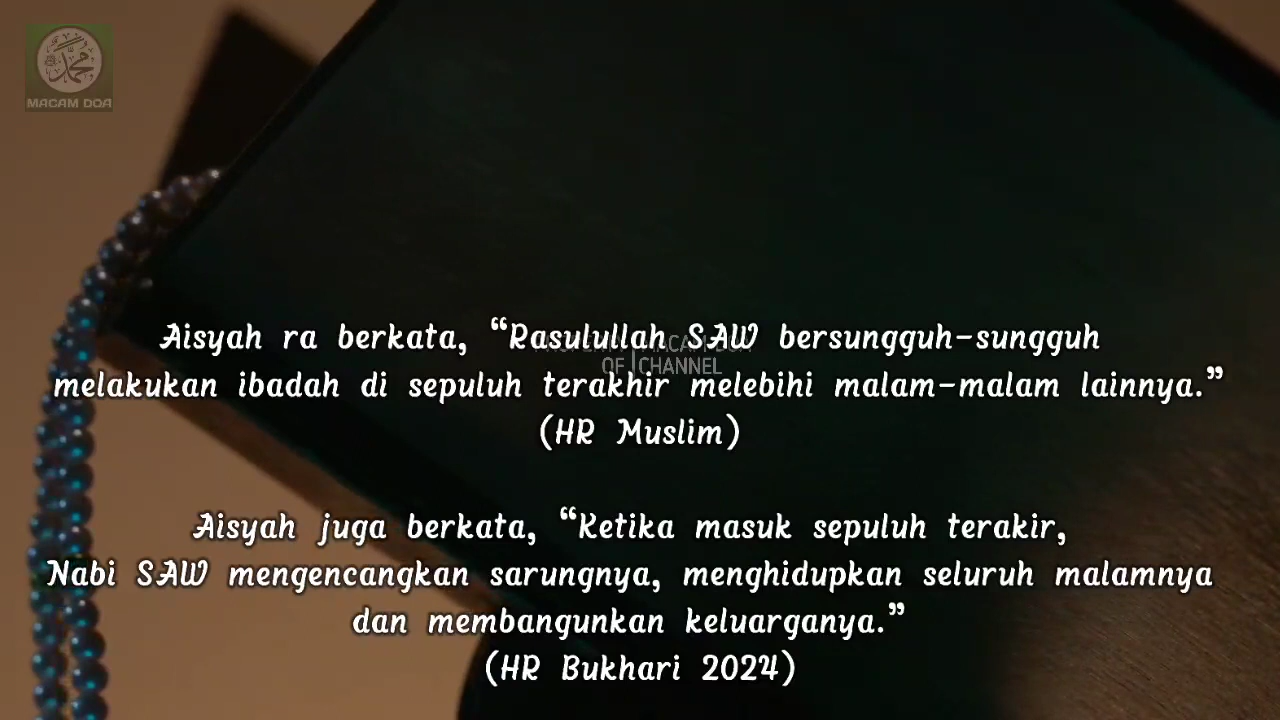 MACAM DOA
Aisyah ra berkata, “Rasulullah SAW bersungguh-sungguh
OF CHANNEL
melakukan ibadah di sepuluh terakhir melebihi malam-malam lainnya.”
(HR Muslim)
Aisyah juga berkata, “Ketika masuk sepuluh terakir,
Nabi SAW mengencangkan sarungnya, menghidupkan seluruh malamnya
dan membangunkan keluarganya.”
(HR Bukhari 2024)